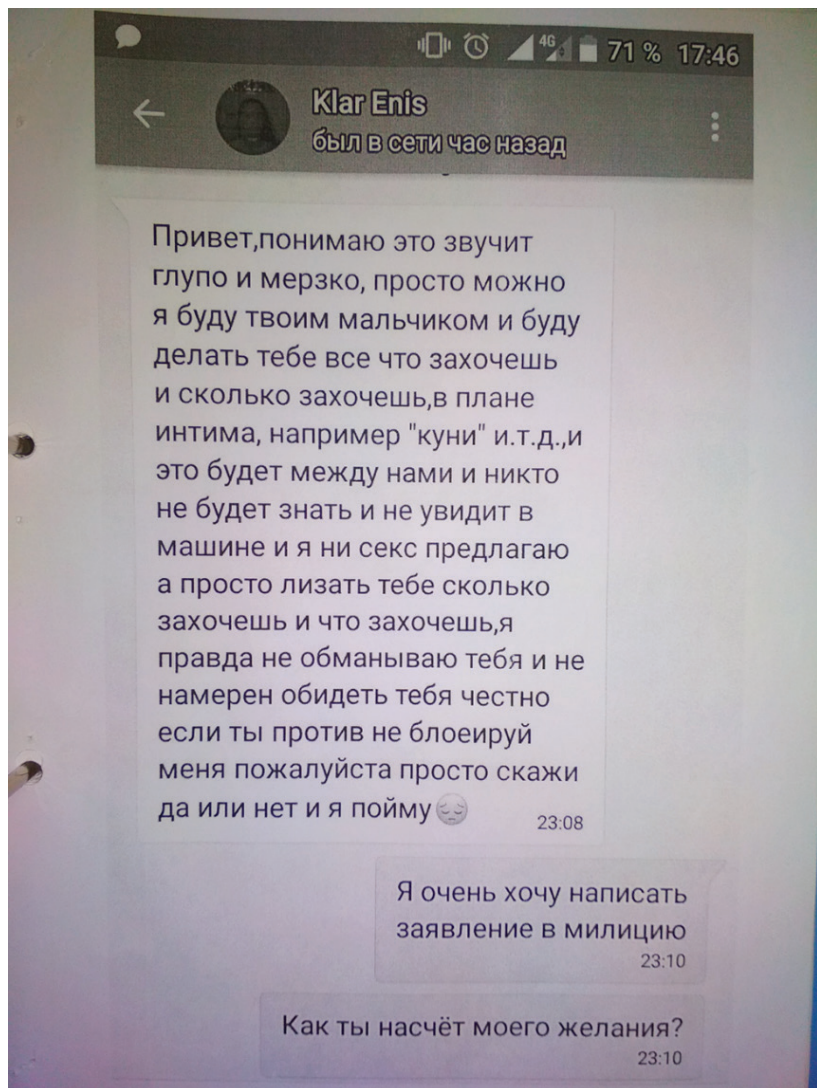 4G 71 % 17:46
Klar Enis
был в сети час назад
Привет,понимаю это звучит
глупо и мерзко, просто можно
я буду твоим мальчиком и буду
делать тебе все что захочешь
и сколько захочешь,в плане
интима, например "куни" и.т.д.,и
это будет между нами и никто
не будет знать и не увидит в
машине и я ни секс предлагаю
а просто лизать тебе сколько
захочешь и что захочешь,я
правда не обманываю тебя и не
намерен обидеть тебя честно
если ты против не блоеируй
меня пожалуйста просто скажи
да или нет и я пойму😔
23:08
Я очень хочу написать
заявление в милицию
23:10
Как ты насчёт моего желания?
23:10